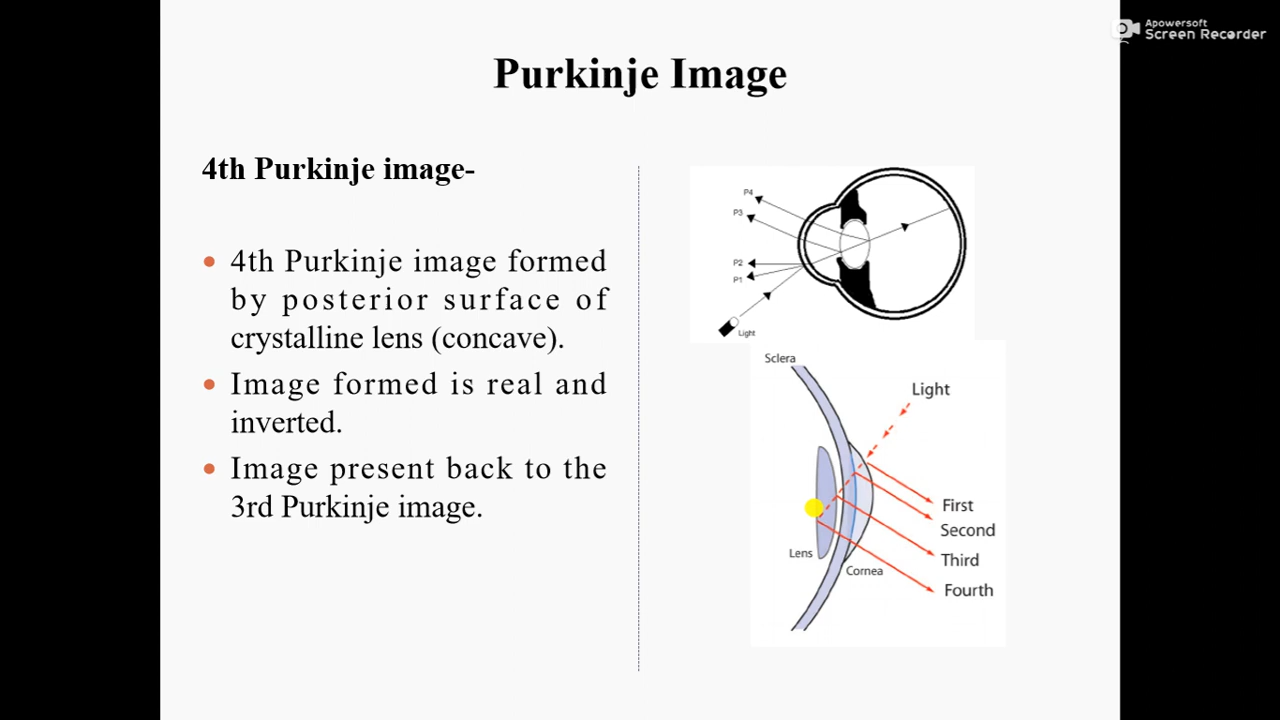 Apowersoft
Screen Recorder
Purkinje Image
4th Purkinje image-
4th Purkinje image formed
by posterior surface of
crystalline lens (concave).
Image formed is real and
inverted.
Image present back to the
3rd Purkinje image.
P4
P3
P2
P1
Light
Sclera
Light
First
Second
Third
Fourth
Lens
Cornea